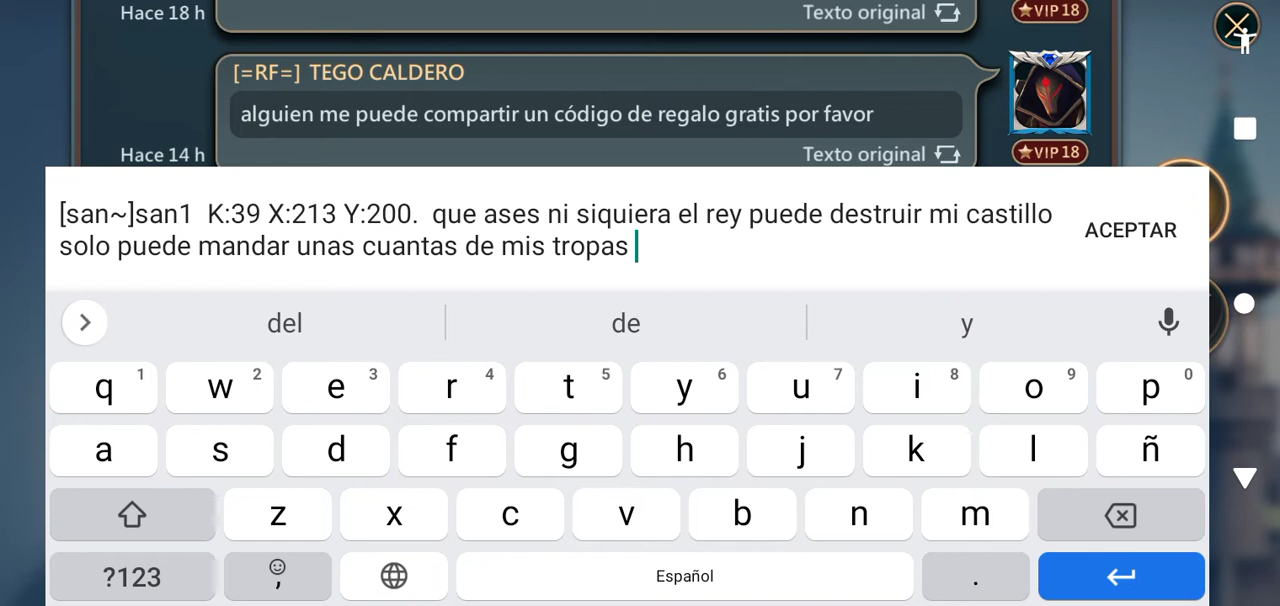 Hace 18 h
Texto original
VIP 18
[=RF=] TEGO CALDERO
alguien me puede compartir un código de regalo gratis por favor
Hace 14 h
Texto original
VIP 18
[san~]san1  K:39 X:213 Y:200.  que ases ni siquiera el rey puede destruir mi castillo
solo puede mandar unas cuantas de mis tropas
ACEPTAR
del de y
q 1 w 2 e 3 r 4 t 5 y 6 u 7 i 8 o 9 p 0
a s d f g h j k l ñ
z x c v b n m
?123 , Español .